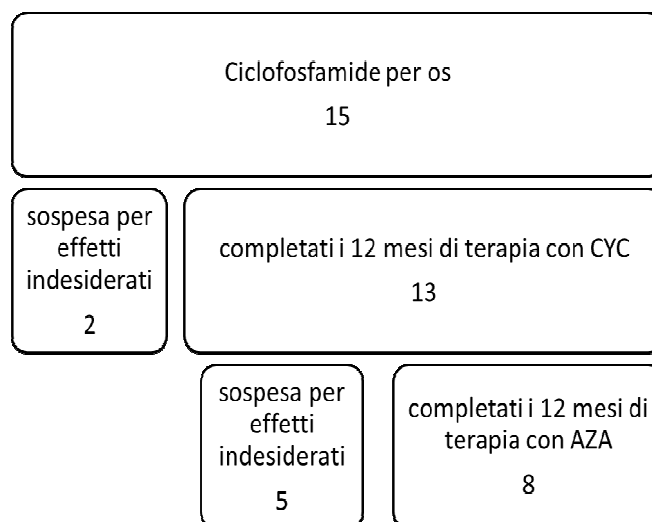 Ciclofosfamide per os
15
sospesa per
effetti
indesiderati
2
completati i 12 mesi di terapia con CYC
13
sospesa per
effetti
indesiderati
5
completati i 12 mesi di
terapia con AZA
8